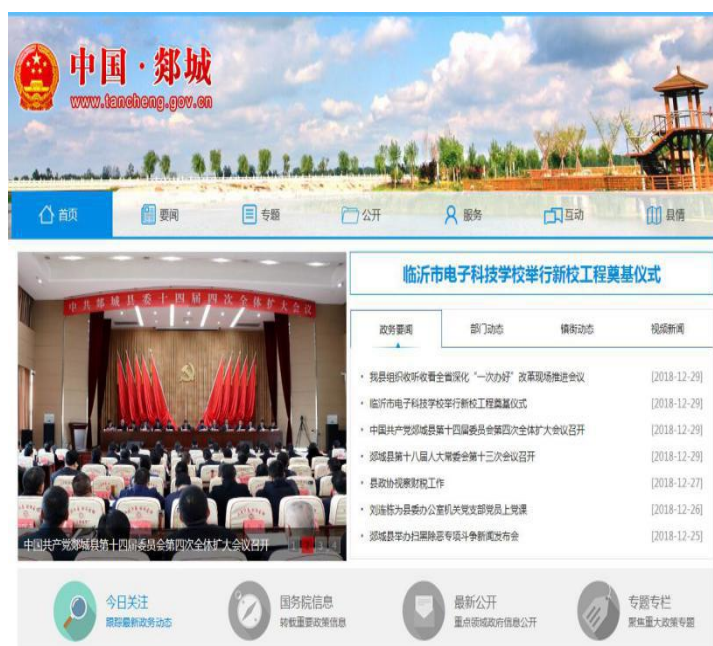 中国·郯城
www.tancheng.gov.cn
首页
要闻
专题
公开
服务
互动
县情
中共郯城县委十四届四次全体扩大会议
中国共产党郯城县第十四届委员会第四次全体扩大会议召开
临沂市电子科技学校举行新校工程奠基仪式
政务要闻
部门动态
镇街动态
视频新闻
我县组织收听收看全省深化“一次办好”改革现场推进会议 [2018-12-29]
临沂市电子科技学校举行新校工程奠基仪式 [2018-12-29]
中国共产党郯城县第十四届委员会第四次全体扩大会议召开 [2018-12-29]
郯城县第十八届人大常委会第十三次会议召开 [2018-12-29]
县政协视察财税工作 [2018-12-27]
刘连栋为县委办公室机关党支部党员上党课 [2018-12-26]
郯城县举办扫黑除恶专项斗争新闻发布会 [2018-12-25]
今日关注
跟踪最新政务动态
国务院信息
转载重要政策信息
最新公开
重点领域政府信息公开
专题专栏
聚焦重大政策专题